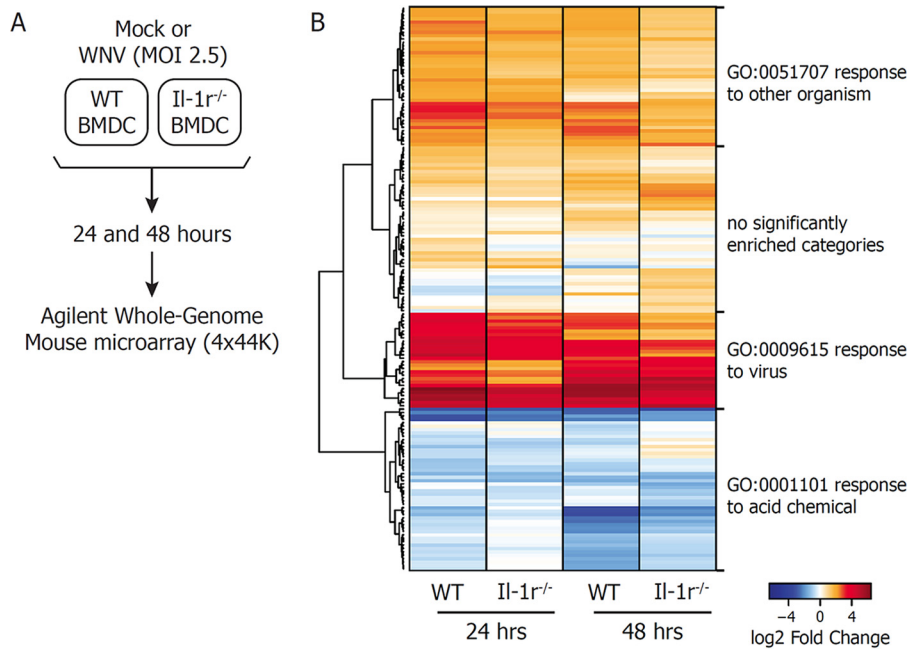 A
Mock or
WNV (MOI 2.5)
WT
BMDC
Il-1r-/-
BMDC
24 and 48 hours
Agilent Whole-Genome
Mouse microarray (4x44K)
B
GO:0051707 response
to other organism
no significantly
enriched categories
GO:0009615 response
to virus
GO:0001101 response
to acid chemical
WT Il-1r-/- WT Il-1r-/-
24 hrs 48 hrs
−4 0 4
log2 Fold Change